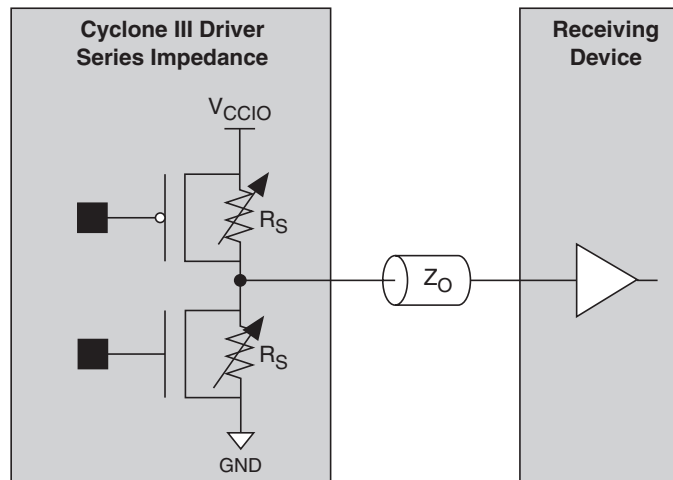 Cyclone III Driver
Series Impedance
Receiving
Device
VCCIO
RS
ZO
RS
GND